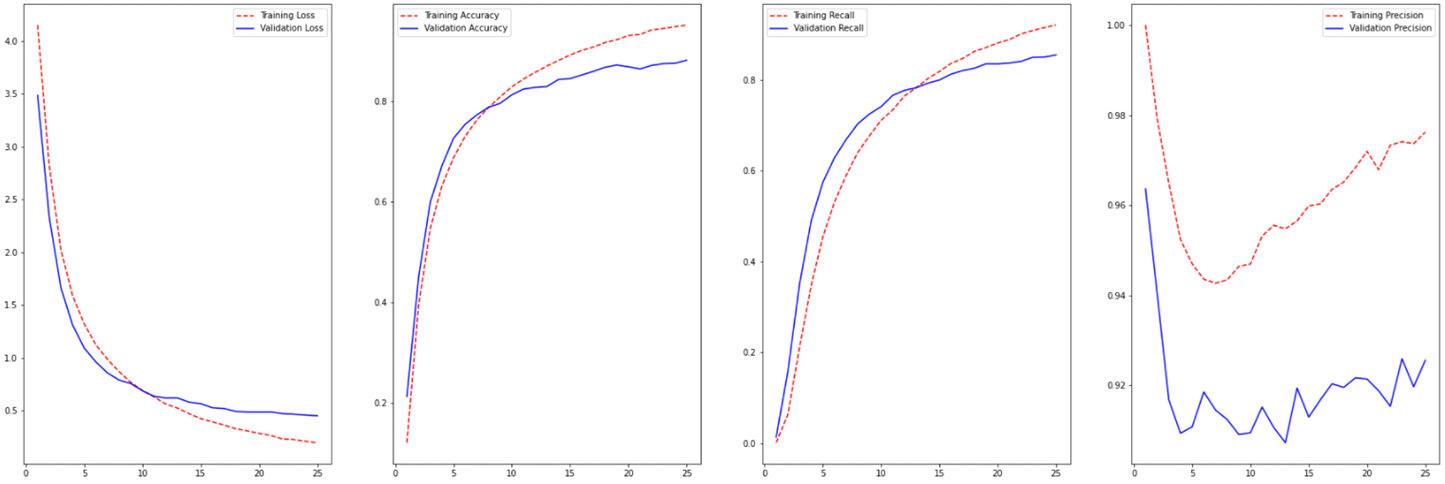 Training Loss
Validation Loss
4.0
3.5
3.0
2.5
2.0
1.5
1.0
0.5
0 5 10 15 20 25
Training Accuracy
Validation Accuracy
0.8
0.6
0.4
0.2
0 5 10 15 20 25
Training Recall
Validation Recall
0.8
0.6
0.4
0.2
0.0
0 5 10 15 20 25
Training Precision
Validation Precision
1.00
0.98
0.96
0.94
0.92
0 5 10 15 20 25